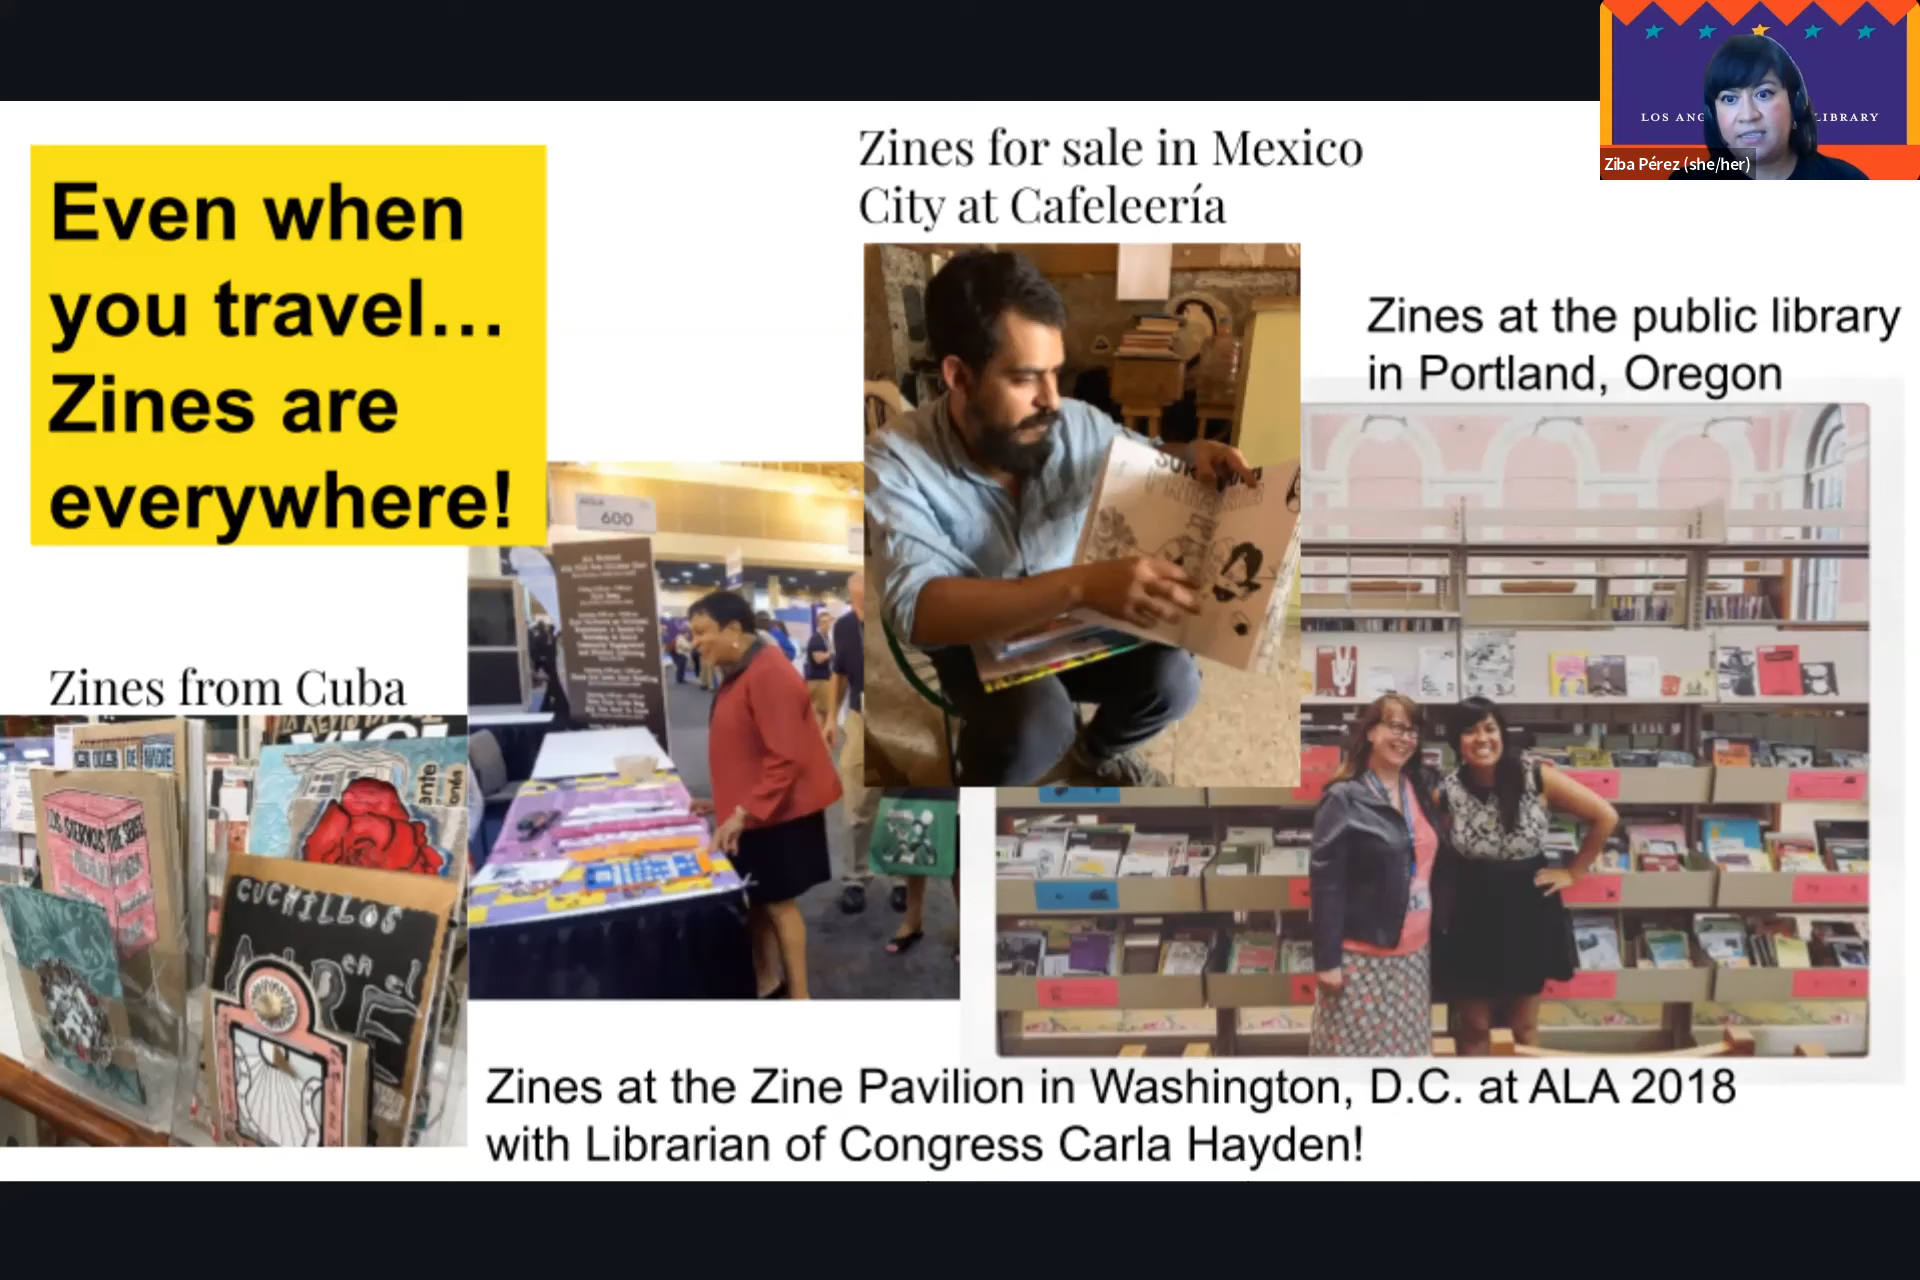 LOS ANG LIBRARY
Ziba Pérez (she/her)
Even when
you travel...
Zines are
everywhere!
Zines for sale in Mexico
City at Cafeleería
Zines at the public library
in Portland, Oregon
600
Zines from Cuba
CUCHILLOS
en el
Zines at the Zine Pavilion in Washington, D.C. at ALA 2018
with Librarian of Congress Carla Hayden!